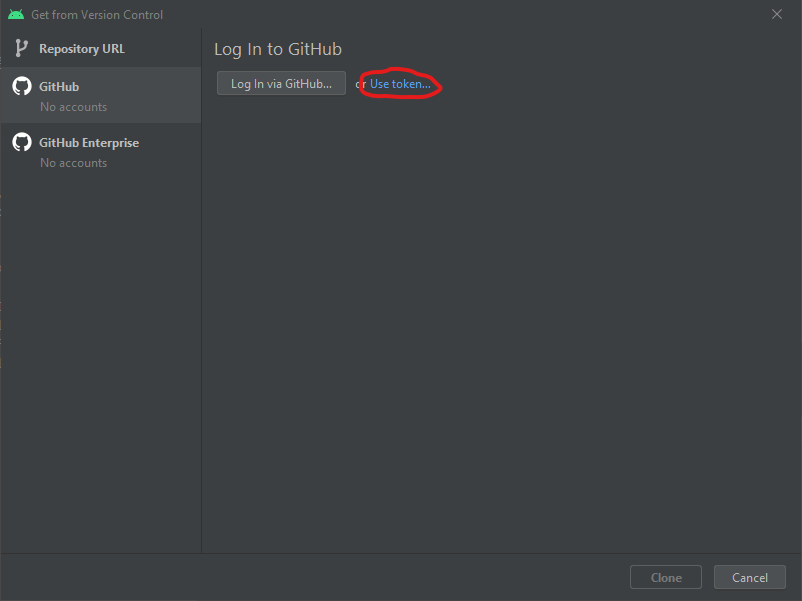 Get from Version Control
Repository URL
GitHub
No accounts
GitHub Enterprise
No accounts
Log In to GitHub
Log In via GitHub... or Use token...
Clone Cancel